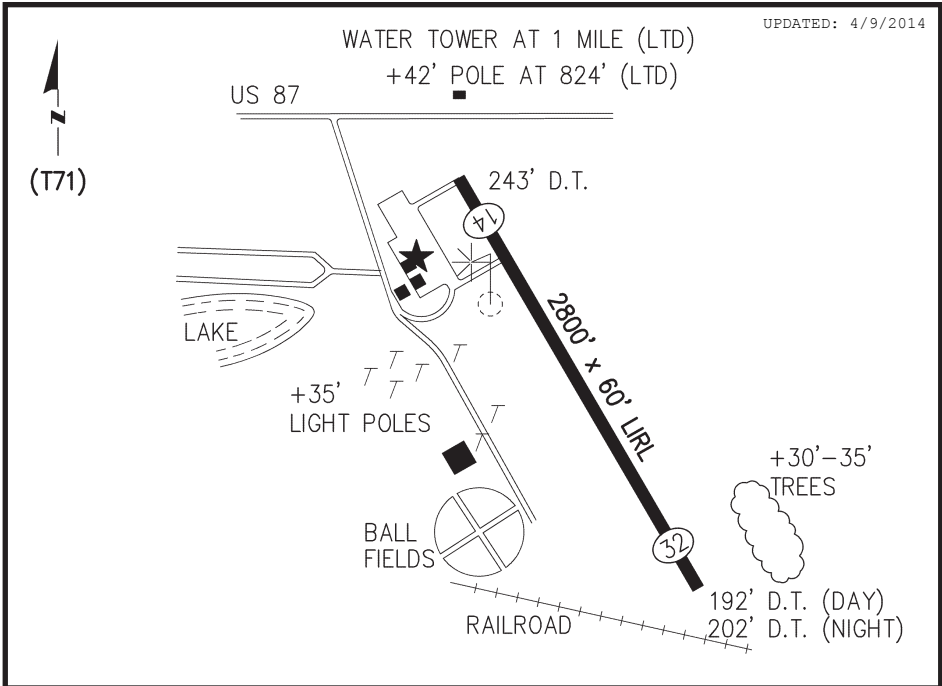 UPDATED: 4/9/2014
WATER TOWER AT 1 MILE (LTD)
+42' POLE AT 824' (LTD)
US 87
N
(T71)
243' D.T.
14
2800' x 60' LIRL
LAKE
+35'
LIGHT POLES
+30'-35'
TREES
BALL
FIELDS
32
192' D.T. (DAY)
202' D.T. (NIGHT)
RAILROAD